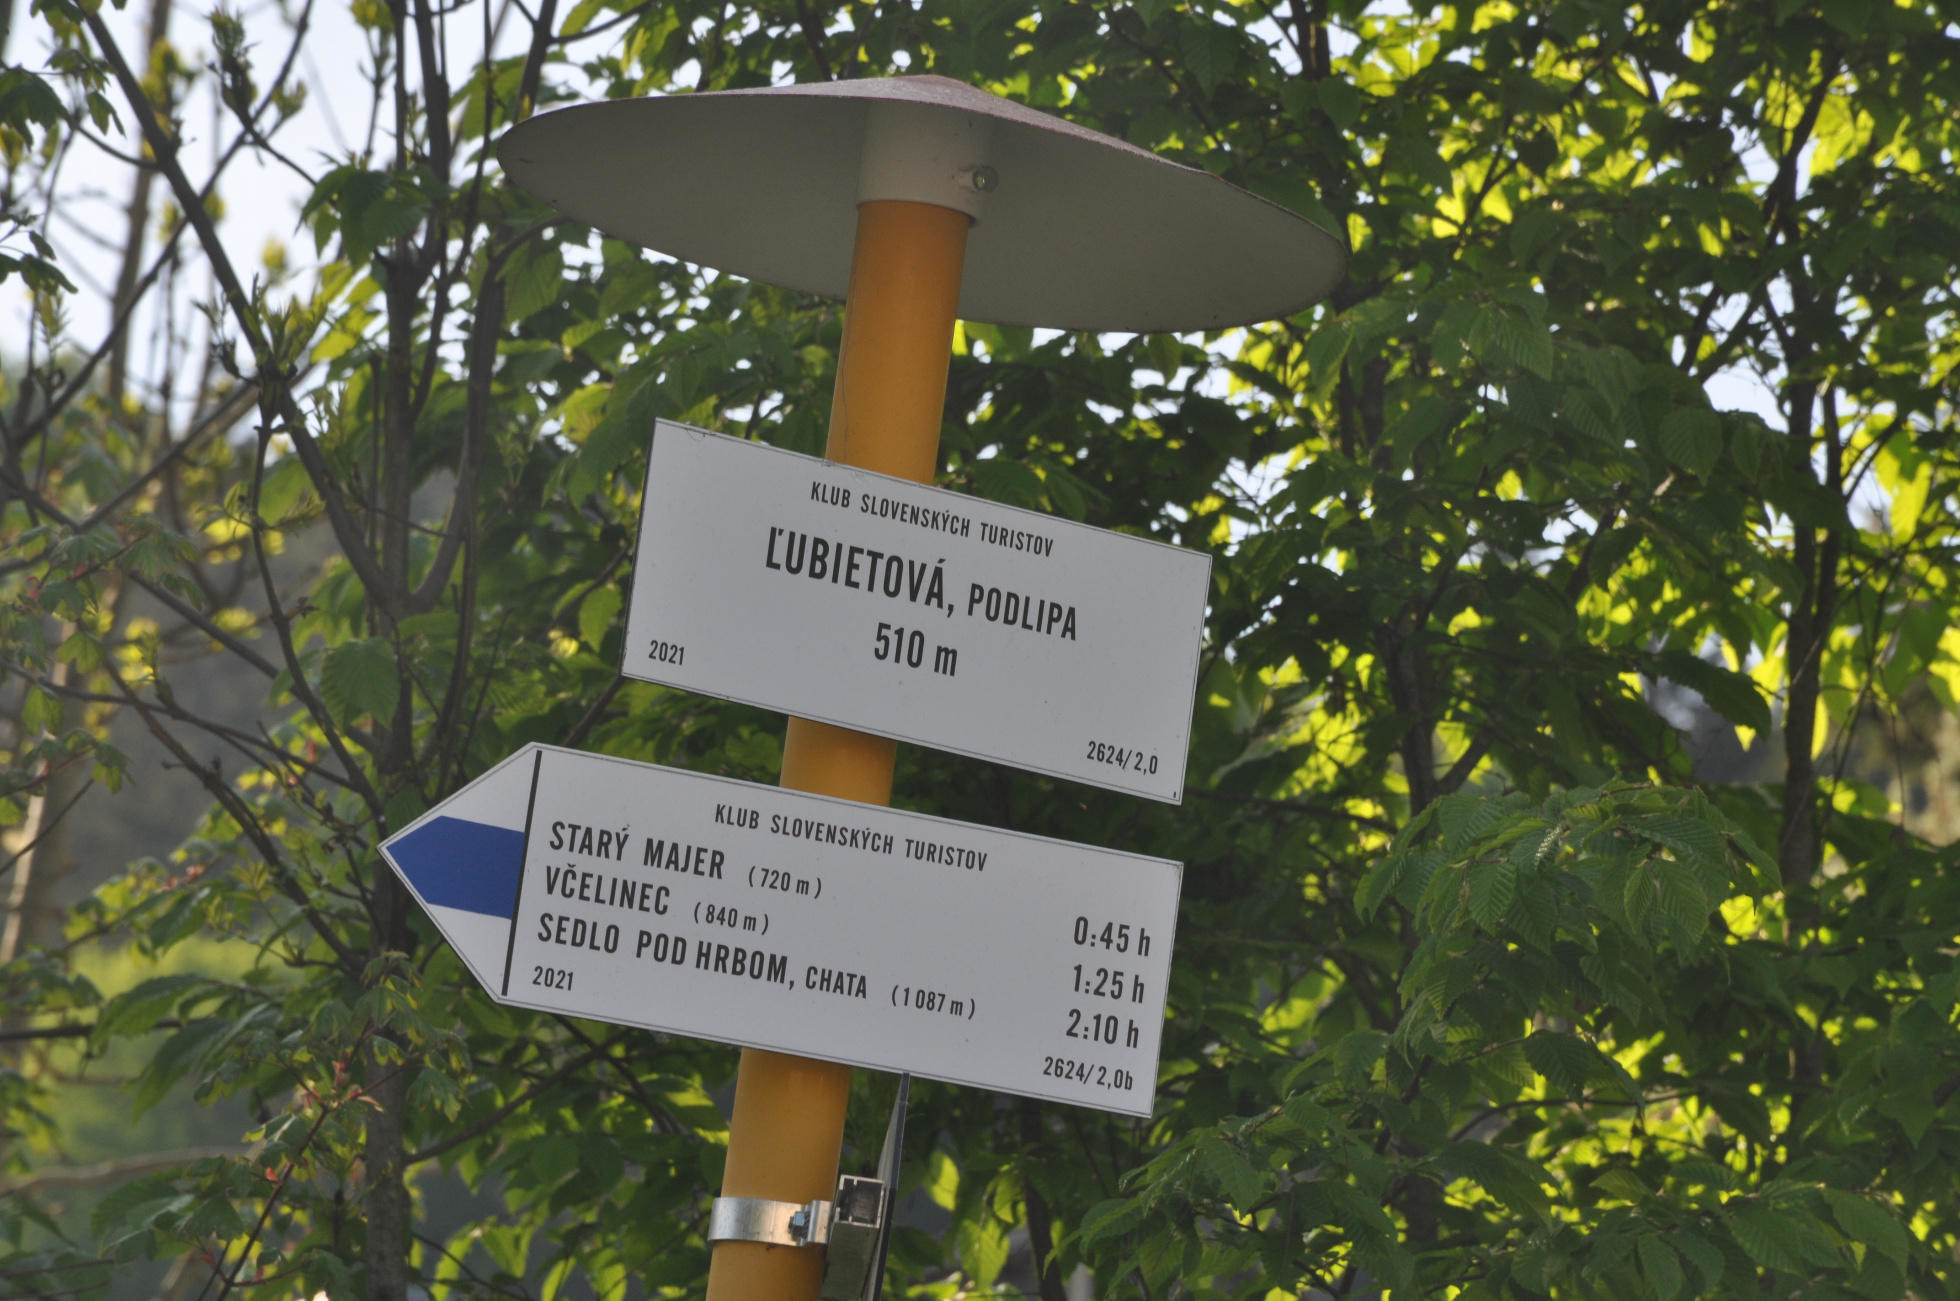 KLUB SLOVENSKÝCH TURISTOV
ĽUBIETOVÁ, PODLIPA
510 m
2021
2624/2,0
KLUB SLOVENSKÝCH TURISTOV
STARÝ MAJER (720 m) 0:45 h
VČELINEC (840 m) 1:25 h
SEDLO POD HRBOM, CHATA (1 087 m) 2:10 h
2021 2624/2,0b